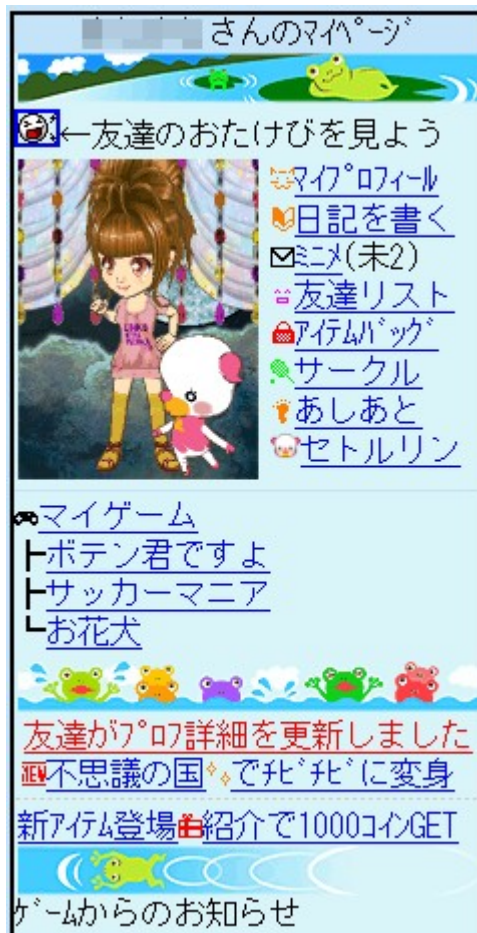 さんのﾏｲﾍﾟｰｼﾞ
←友達のおたけびを見よう
ﾏｲﾌﾟﾛﾌィｰﾙ
日記を書く
ﾐﾆﾒ(未2)
友達リスト
ｱｲﾃﾑﾊﾞｯｸﾞ
サークル
あしあと
セトルリン
マイゲーム
┣ボテン君ですよ
┣サッカーマニア
┗お花犬
友達がﾌﾟﾛﾌ詳細を更新しました
NEW不思議の国でﾁﾋﾞﾁﾋﾞに変身
新ｱｲﾃﾑ登場紹介で1000ｺｲﾝGET
ｹﾞｰﾑからのお知らせ